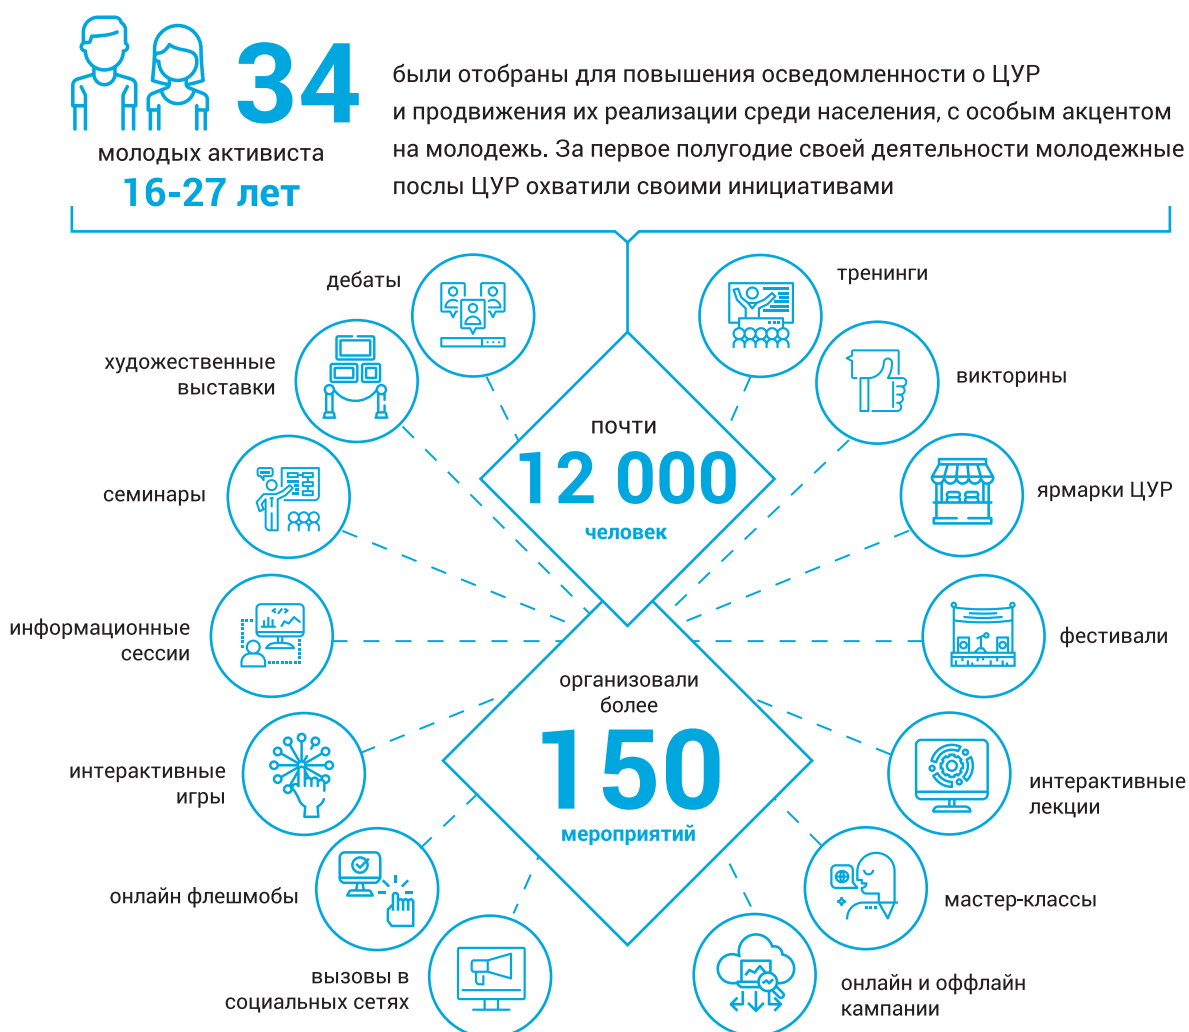 34
молодых активиста
16-27 лет
были отобраны для повышения осведомленности о ЦУР
и продвижения их реализации среди населения, с особым акцентом
на молодежь. За первое полугодие своей деятельности молодежные
послы ЦУР охватили своими инициативами
почти
12 000
человек
организовали
более
150
мероприятий
дебаты
художественные
выставки
семинары
информационные
сессии
интерактивные
игры
онлайн флешмобы
вызовы в
социальных сетях
тренинги
викторины
ярмарки ЦУР
фестивали
интерактивные
лекции
мастер-классы
онлайн и оффлайн
кампании